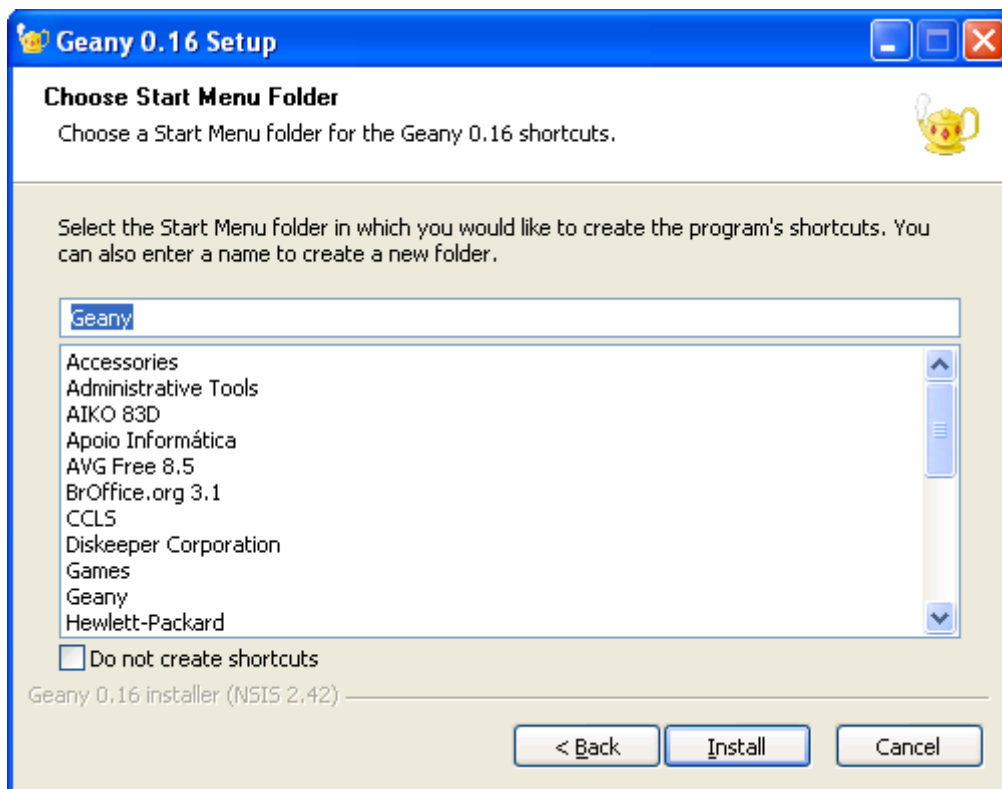 Geany 0.16 Setup
Choose Start Menu Folder
Choose a Start Menu folder for the Geany 0.16 shortcuts.
Select the Start Menu folder in which you would like to create the program's shortcuts. You
can also enter a name to create a new folder.
Geany
Accessories
Administrative Tools
AIKO 83D
Apoio Informática
AVG Free 8.5
BrOffice.org 3.1
CCLS
Diskeeper Corporation
Games
Geany
Hewlett-Packard
Do not create shortcuts
Geany 0.16 installer (NSIS 2.42)
< Back Install Cancel